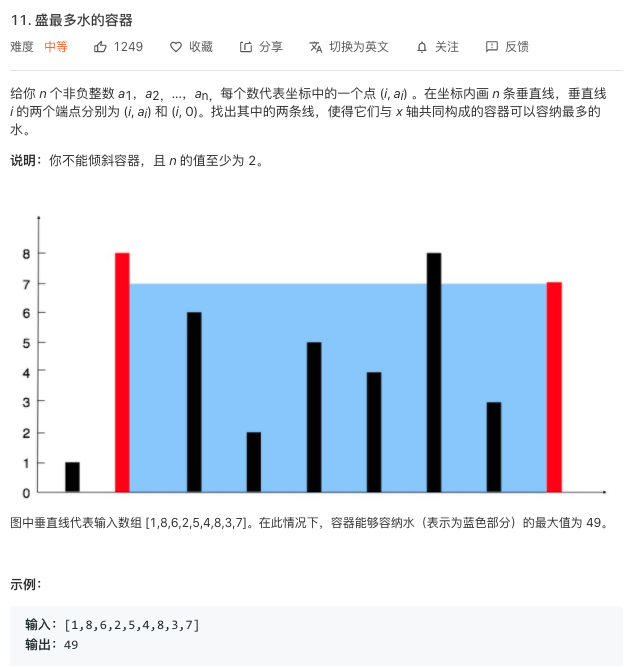 11. 盛最多水的容器
难度 中等 1249 收藏 分享 切换为英文 关注 反馈
给你 n 个非负整数 a1，a2，...，an，每个数代表坐标中的一个点 (i, ai) 。在坐标内画 n 条垂直线，垂直线
i 的两个端点分别为 (i, ai) 和 (i, 0)。找出其中的两条线，使得它们与 x 轴共同构成的容器可以容纳最多的
水。
说明：你不能倾斜容器，且 n 的值至少为 2。
8
7
6
5
4
3
2
1
0
图中垂直线代表输入数组 [1,8,6,2,5,4,8,3,7]。在此情况下，容器能够容纳水（表示为蓝色部分）的最大值为 49。
示例：
输入：[1,8,6,2,5,4,8,3,7]
输出：49